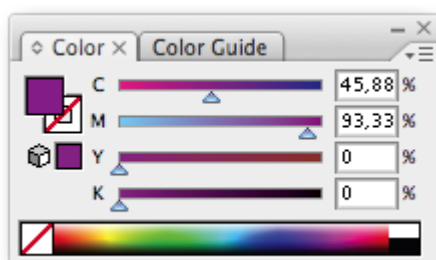 Color Color Guide
C 45,88 %
M 93,33 %
Y 0 %
K 0 %